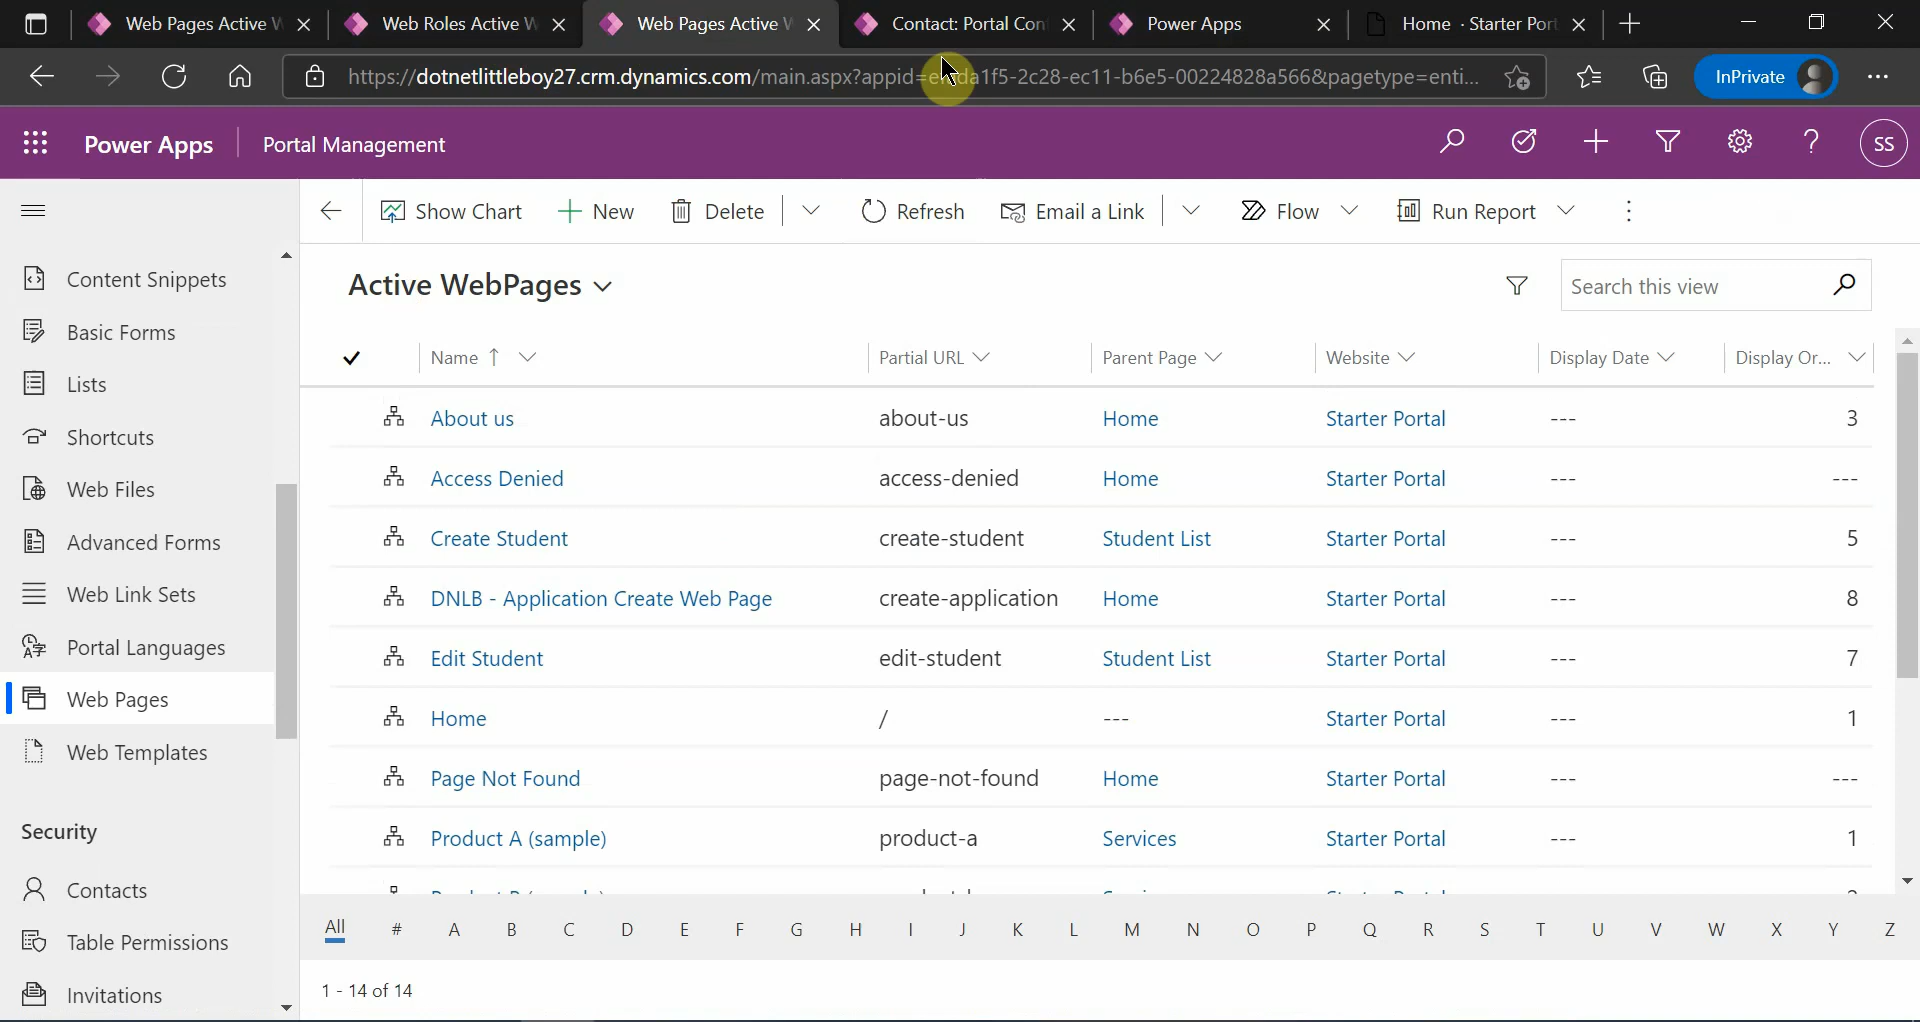 Web Pages Active W
Web Roles Active W
Web Pages Active W
Contact: Portal Con
Power Apps
Home · Starter Port
https://dotnetlittleboy27.crm.dynamics.com/main.aspx?appid=e da1f5-2c28-ec11-b6e5-00224828a566&pagetype=enti...
InPrivate
Power Apps
Portal Management
SS
Show Chart
New
Delete
Refresh
Email a Link
Flow
Run Report
Content Snippets
Basic Forms
Lists
Shortcuts
Web Files
Advanced Forms
Web Link Sets
Portal Languages
Web Pages
Web Templates
Security
Contacts
Table Permissions
Invitations
Active WebPages
Search this view
Name ↑ Partial URL Parent Page Website Display Date Display Or...
About us about-us Home Starter Portal --- 3
Access Denied access-denied Home Starter Portal --- ---
Create Student create-student Student List Starter Portal --- 5
DNLB - Application Create Web Page create-application Home Starter Portal --- 8
Edit Student edit-student Student List Starter Portal --- 7
Home / --- Starter Portal --- 1
Page Not Found page-not-found Home Starter Portal --- ---
Product A (sample) product-a Services Starter Portal --- 1
All # A B C D E F G H I J K L M N O P Q R S T U V W X Y Z
1 - 14 of 14